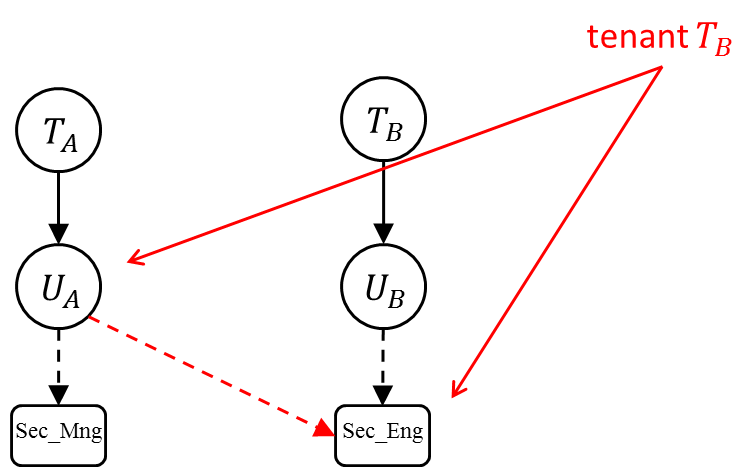 tenant T_B
T_A
T_B
U_A
U_B
Sec_Mng
Sec_Eng